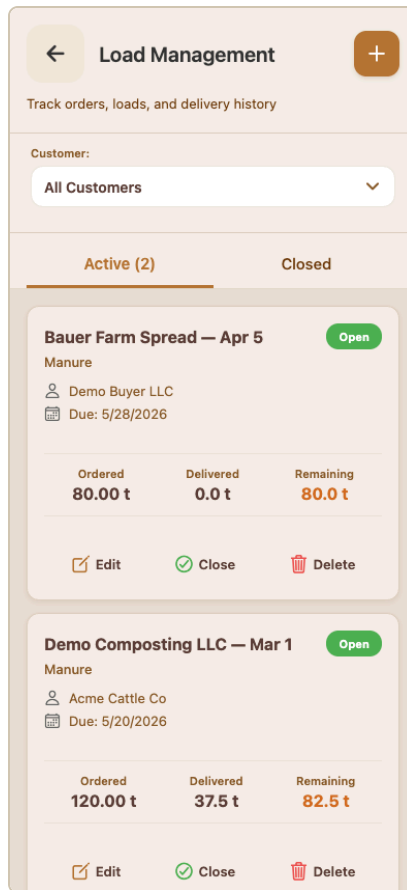 Load Management
Track orders, loads, and delivery history
Customer:
All Customers
Active (2) Closed
Bauer Farm Spread — Apr 5 Open
Manure
Demo Buyer LLC
Due: 5/28/2026
Ordered Delivered Remaining
80.00 t 0.0 t 80.0 t
Edit Close Delete
Demo Composting LLC — Mar 1 Open
Manure
Acme Cattle Co
Due: 5/20/2026
Ordered Delivered Remaining
120.00 t 37.5 t 82.5 t
Edit Close Delete